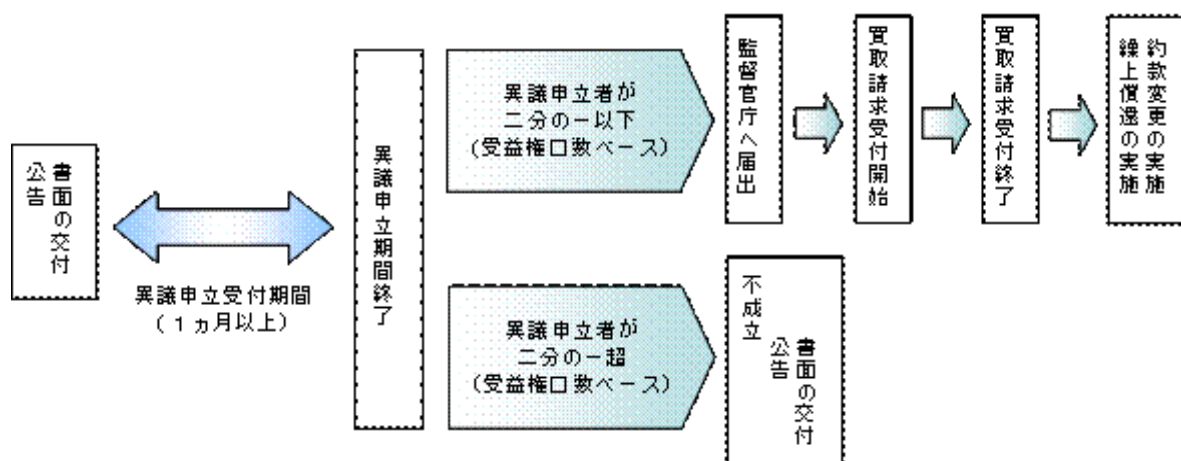 書面の交付
公告
異議申立受付期間
(1ヵ月以上)
異議申立期間終了
異議申立者が
二分の一以下
(受益権口数ベース)
監督官庁へ届出
買取請求受付開始
買取請求受付終了
約款変更の実施
繰上償還の実施
異議申立者が
二分の一超
(受益権口数ベース)
不成立
書面の交付
公告